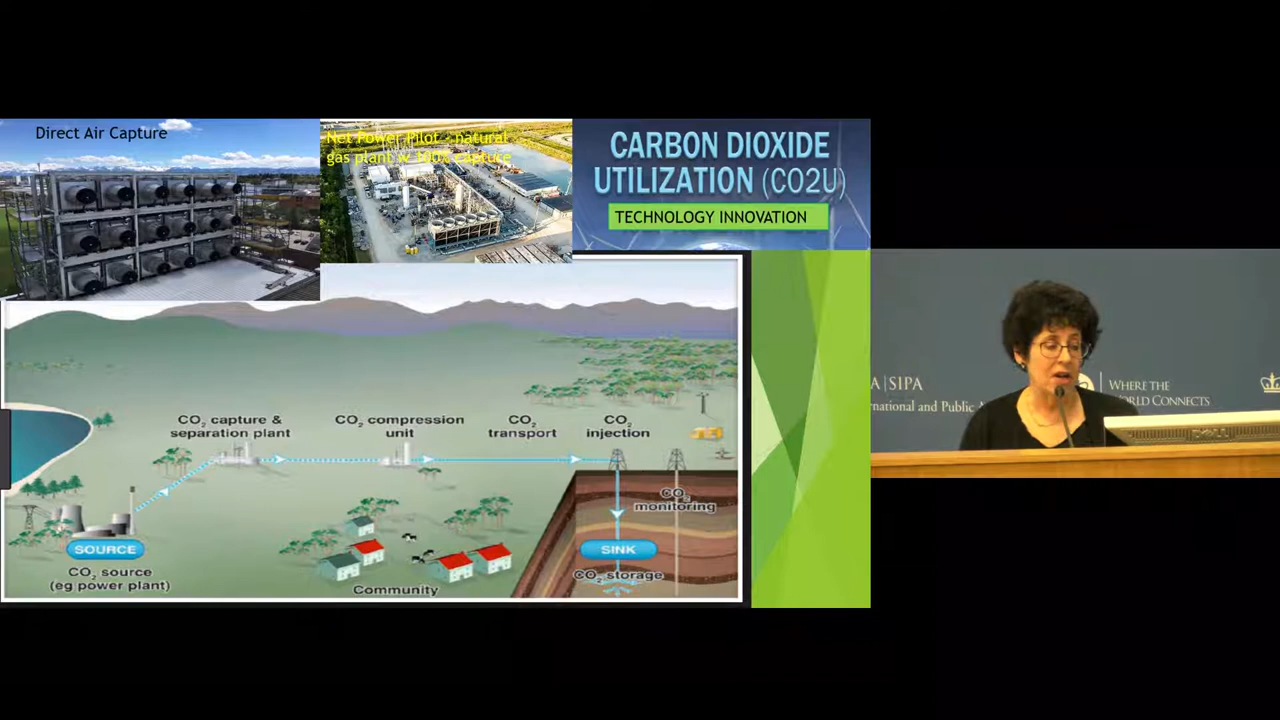 Direct Air Capture
Net Power Pilot - natural
gas plant w 100% capture
CARBON DIOXIDE
UTILIZATION (CO2U)
TECHNOLOGY INNOVATION
CO₂ capture &
separation plant
CO₂ compression
unit
CO₂
transport
CO₂
injection
CO₂
monitoring
SOURCE
CO₂ source
(eg power plant)
Community
SINK
CO₂ storage
A | SIPA
rnational and Public
WHERE THE
WORLD CONNECTS
DELL